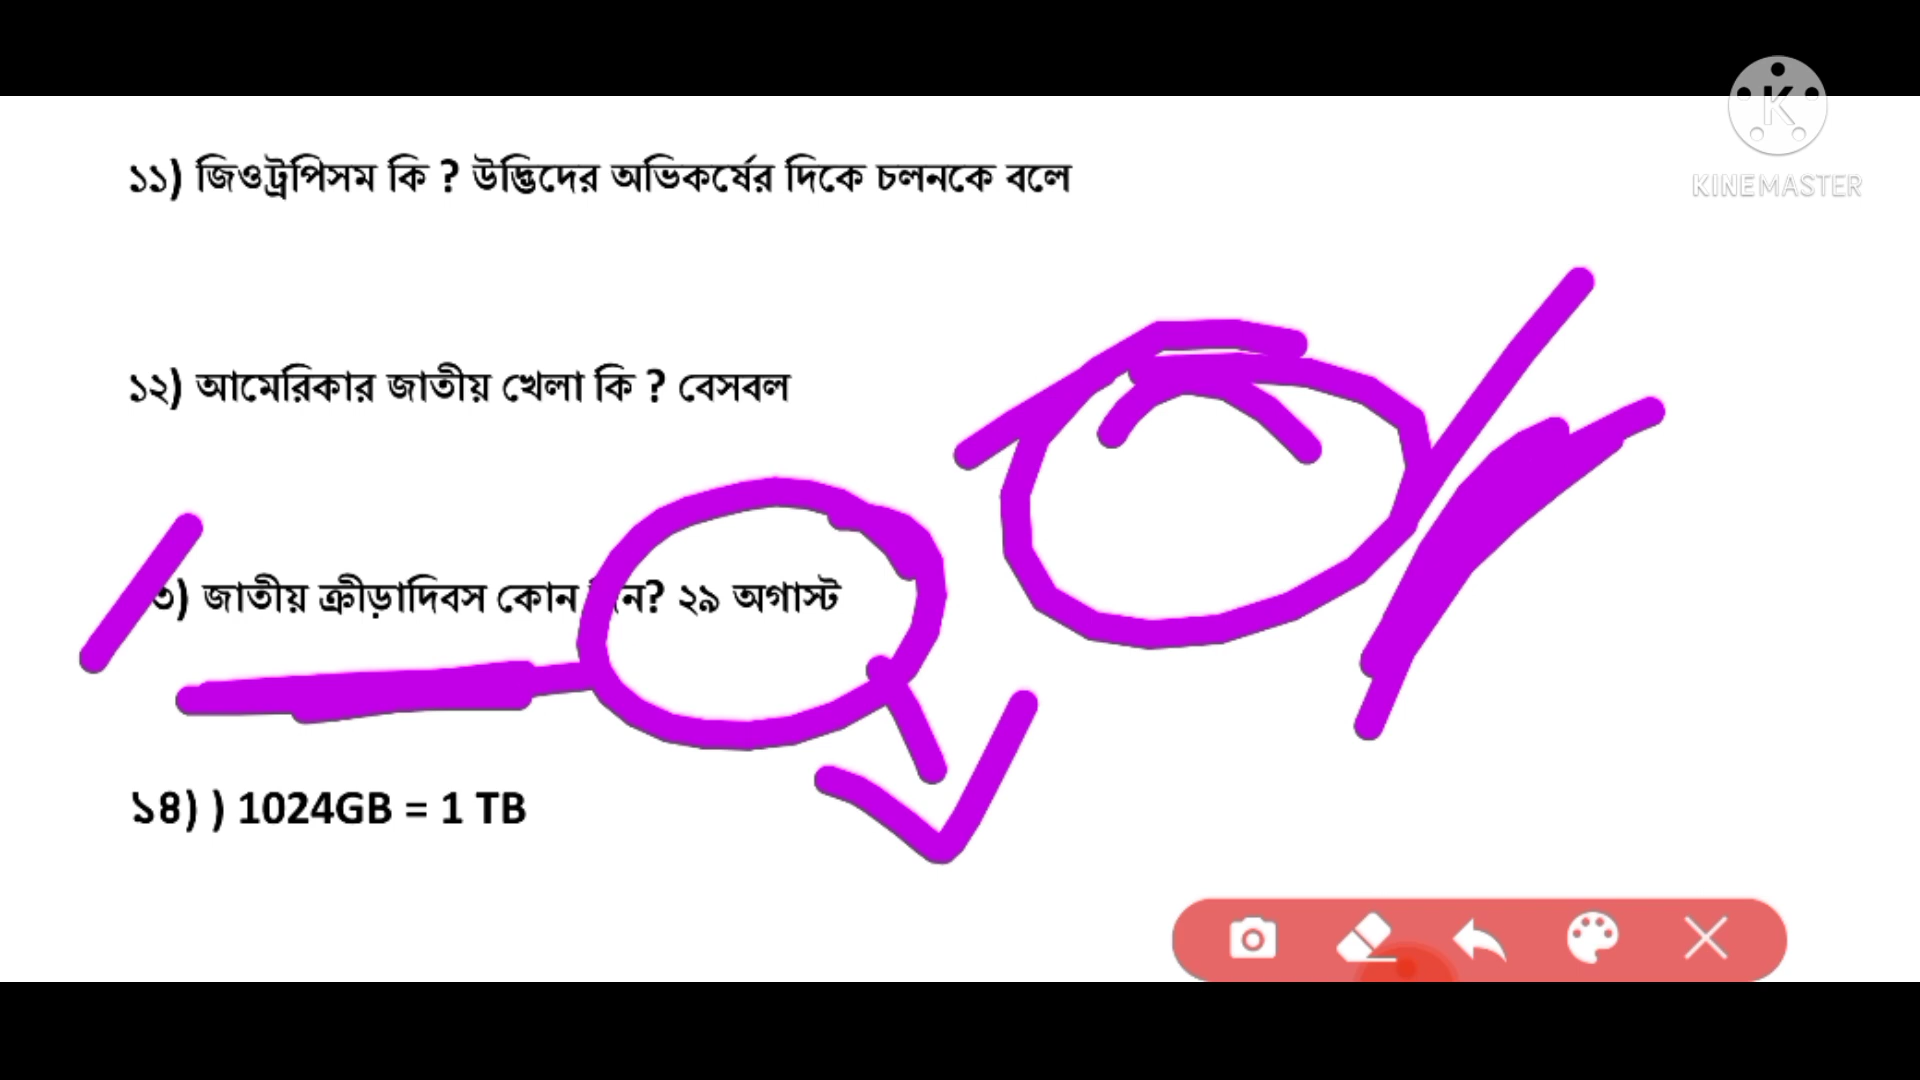 ১১) জিওট্রপিসম কি ? উদ্ভিদের অভিকর্ষের দিকে চলনকে বলে
KINEMASTER
১২) আমেরিকার জাতীয় খেলা কি ? বেসবল
৩) জাতীয় ক্রীড়াদিবস কোন ? ২৯ অগাস্ট
১৪) ) 1024GB = 1 TB